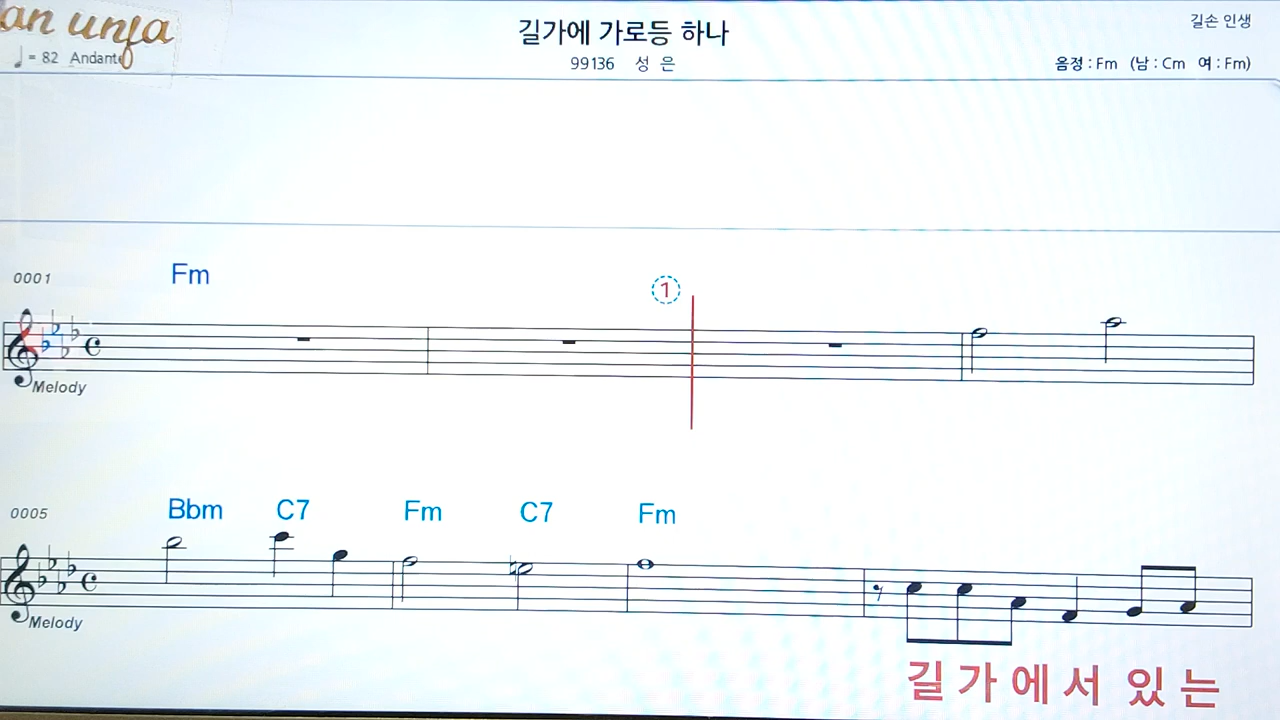 an unja
길가에 가로등 하나
길손 인생
♩ = 82 Andante
99136 성 은
음정 : Fm (남 : Cm 여 : Fm)
0001 Fm
1
Melody
0005 Bbm C7 Fm C7 Fm
Melody
길 가 에 서 있 는